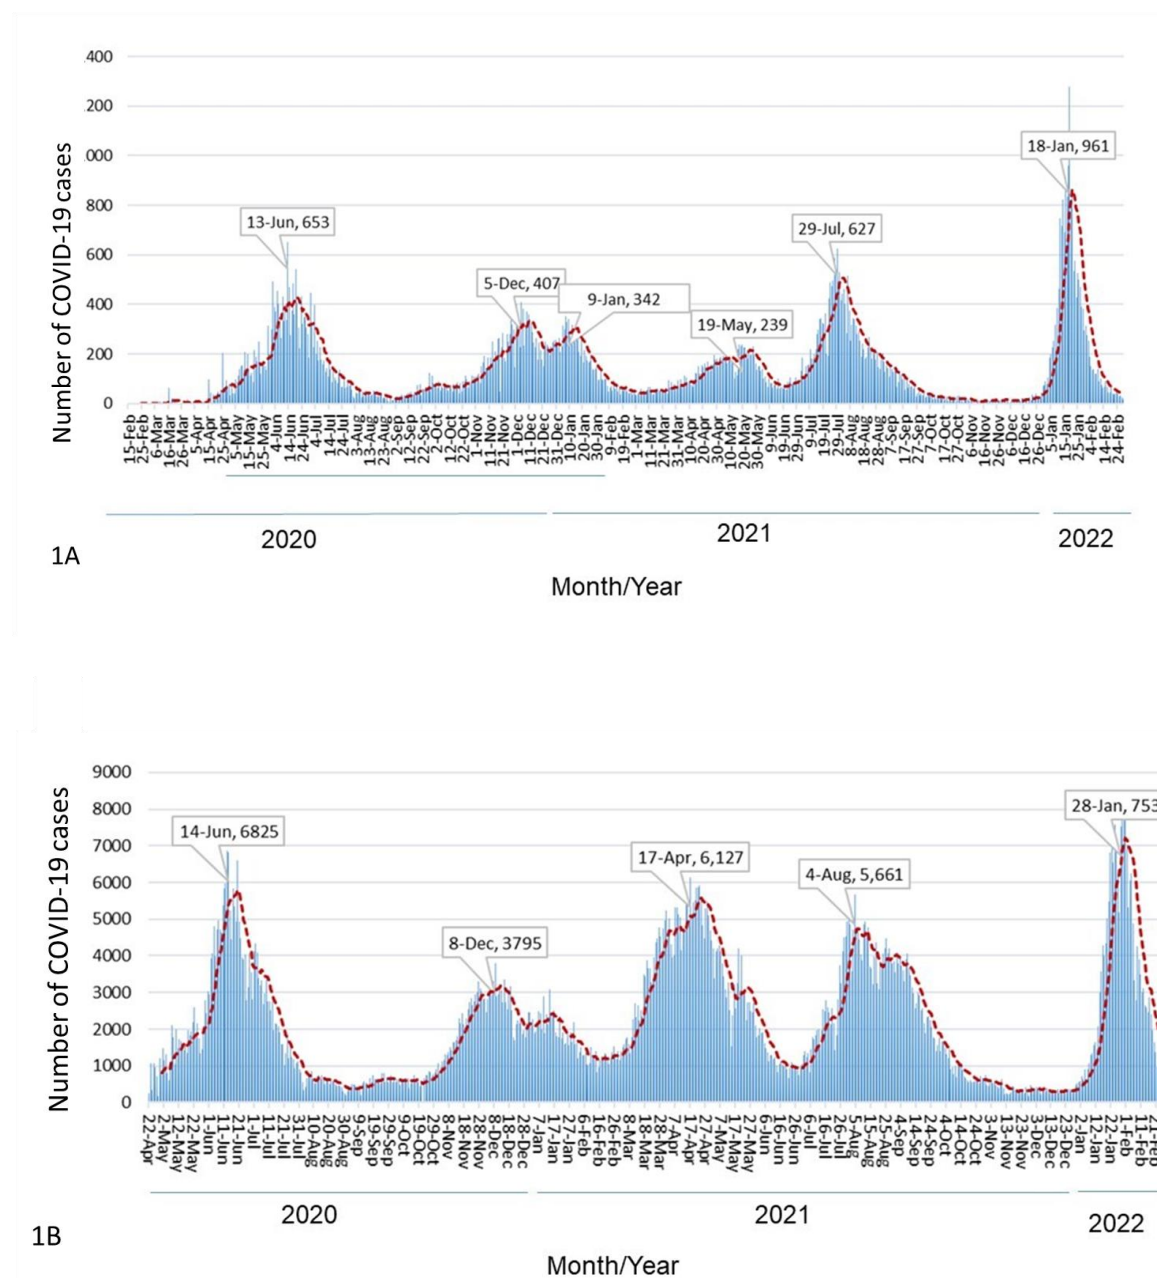 400
200
000
800
600
400
200
0
Number of COVID-19 cases
13-Jun, 653
5-Dec, 407
9-Jan, 342
19-May, 239
29-Jul, 627
18-Jan, 961
15-Feb
25-Feb
6-Mar
16-Mar
26-Mar
5-Apr
15-Apr
25-Apr
5-May
15-May
25-May
4-Jun
14-Jun
24-Jun
4-Jul
14-Jul
24-Jul
3-Aug
13-Aug
23-Aug
2-Sep
12-Sep
22-Sep
2-Oct
12-Oct
22-Oct
1-Nov
11-Nov
21-Nov
1-Dec
11-Dec
21-Dec
31-Dec
10-Jan
20-Jan
30-Jan
9-Feb
19-Feb
1-Mar
11-Mar
21-Mar
31-Mar
10-Apr
20-Apr
30-Apr
10-May
20-May
30-May
9-Jun
19-Jun
29-Jun
9-Jul
19-Jul
29-Jul
8-Aug
18-Aug
28-Aug
7-Sep
17-Sep
27-Sep
7-Oct
17-Oct
27-Oct
6-Nov
16-Nov
26-Nov
6-Dec
16-Dec
26-Dec
5-Jan
15-Jan
25-Jan
4-Feb
14-Feb
24-Feb
2020
2021
2022
1A
Month/Year
9000
8000
7000
6000
5000
4000
3000
2000
1000
0
Number of COVID-19 cases
14-Jun, 6825
8-Dec, 3795
17-Apr, 6,127
4-Aug, 5,661
28-Jan, 753
22-Apr
2-May
12-May
22-May
1-Jun
11-Jun
21-Jun
1-Jul
11-Jul
21-Jul
31-Jul
10-Aug
20-Aug
30-Aug
9-Sep
19-Sep
29-Sep
9-Oct
19-Oct
29-Oct
8-Nov
18-Nov
28-Nov
8-Dec
18-Dec
28-Dec
7-Jan
17-Jan
27-Jan
6-Feb
16-Feb
26-Feb
8-Mar
18-Mar
28-Mar
7-Apr
17-Apr
27-Apr
7-May
17-May
27-May
6-Jun
16-Jun
26-Jun
6-Jul
16-Jul
26-Jul
5-Aug
15-Aug
25-Aug
4-Sep
14-Sep
24-Sep
4-Oct
14-Oct
24-Oct
3-Nov
13-Nov
23-Nov
3-Dec
13-Dec
23-Dec
2-Jan
12-Jan
22-Jan
1-Feb
11-Feb
21-Feb
2020
2021
2022
1B
Month/Year